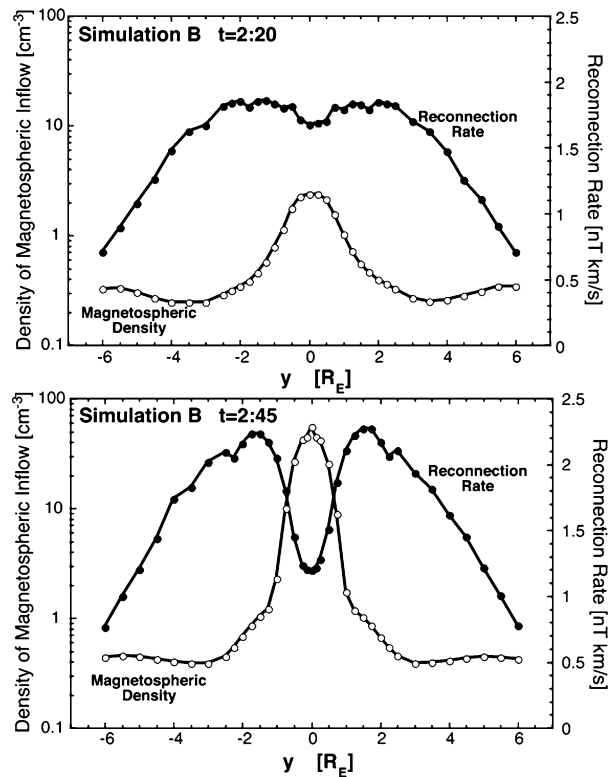 Simulation B t=2:20
Density of Magnetospheric Inflow [cm-3]
100
10
1
0.1
Reconnection
Rate
Magnetospheric
Density
2.5
2
1.5
1
0.5
0
Reconnection Rate [nT km/s]
-6 -4 -2 0 2 4 6
y [RE]
Simulation B t=2:45
Density of Magnetospheric Inflow [cm-3]
100
10
1
0.1
Reconnection
Rate
Magnetospheric
Density
2.5
2
1.5
1
0.5
0
Reconnection Rate [nT km/s]
-6 -4 -2 0 2 4 6
y [RE]